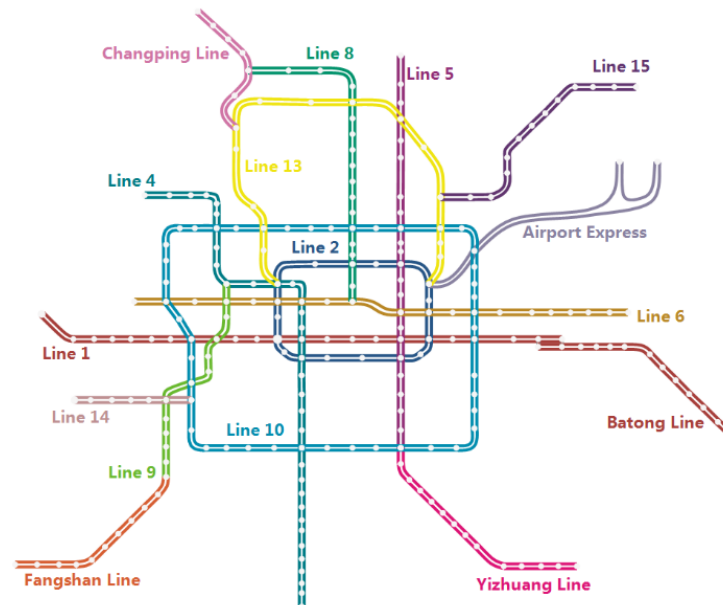 Changping Line
Line 8
Line 5
Line 15
Line 13
Line 4
Line 2
Airport Express
Line 6
Line 1
Line 14
Line 10
Batong Line
Line 9
Fangshan Line
Yizhuang Line